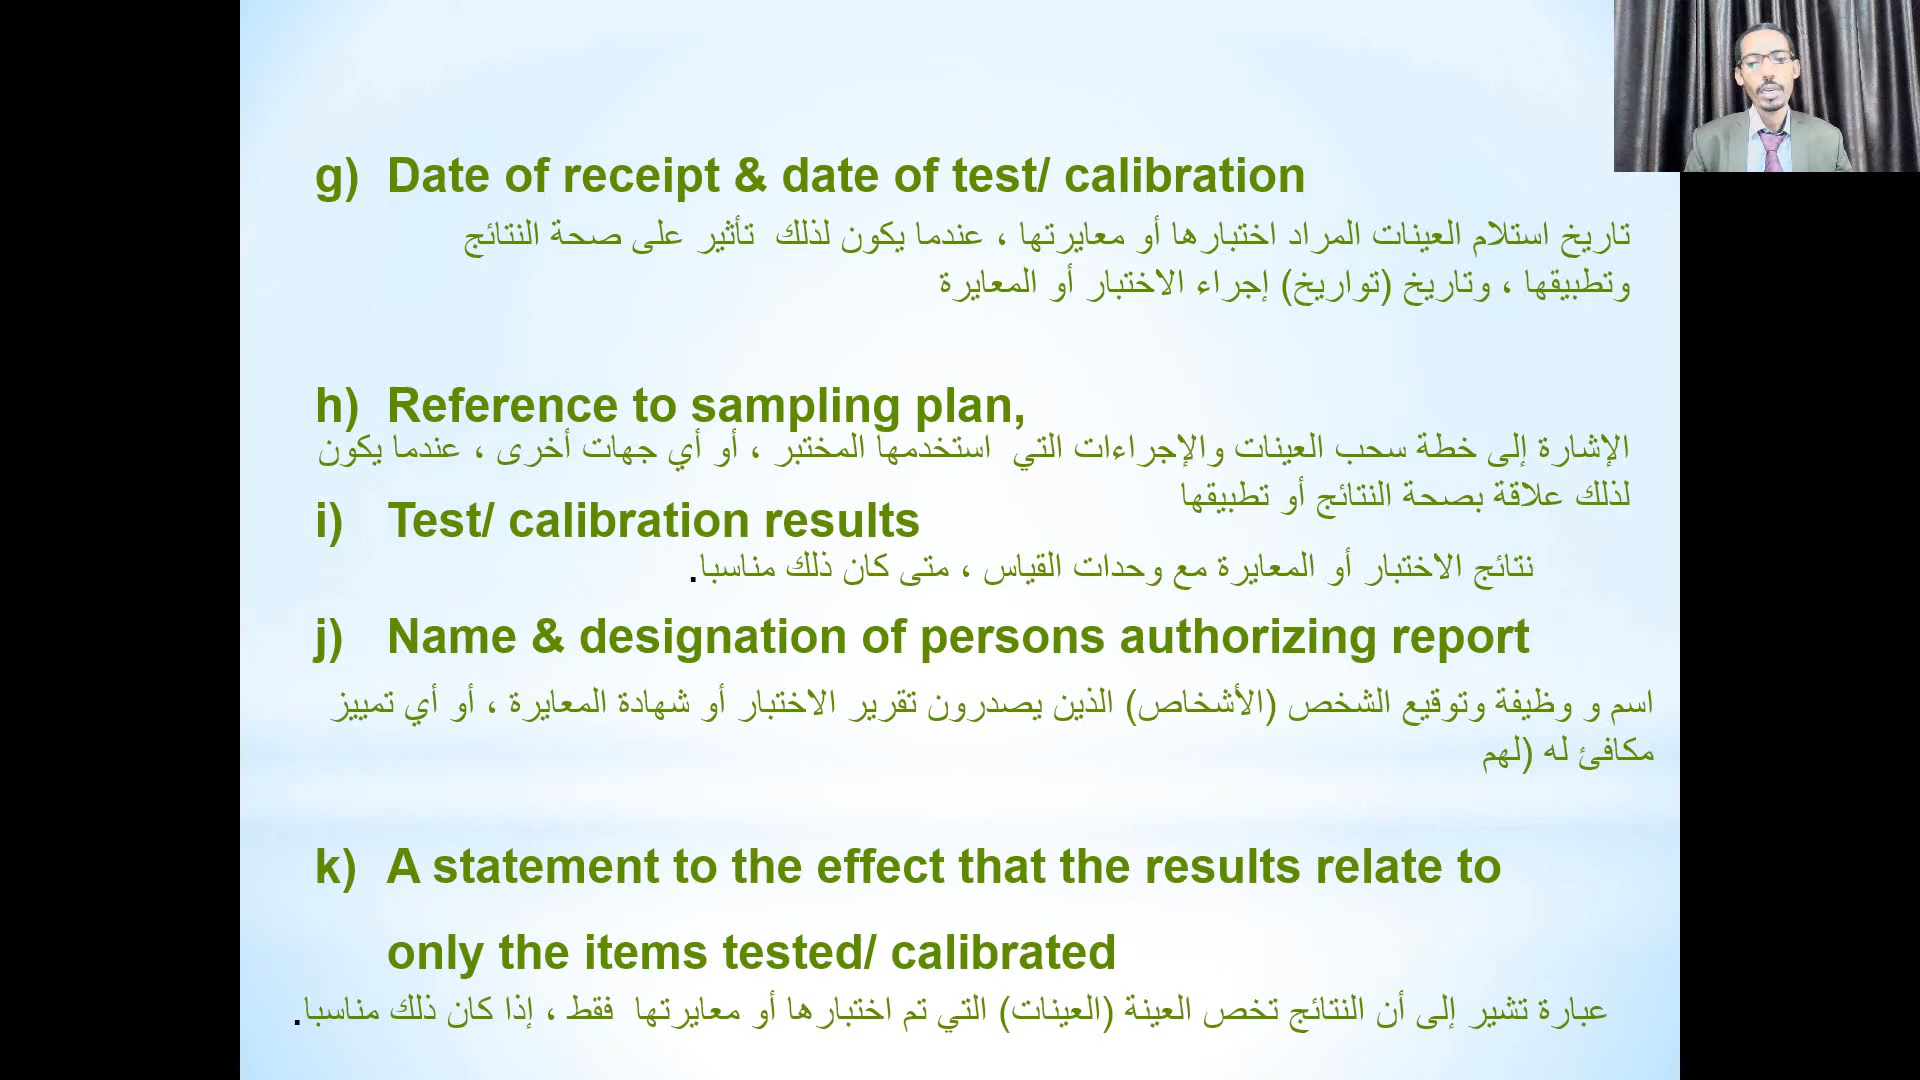 g) Date of receipt & date of test/ calibration
تاريخ استلام العينات المراد اختبارها أو معايرتها ، عندما يكون لذلك تأثير على صحة النتائج
وتطبيقها ، وتاريخ (تواريخ) إجراء الاختبار أو المعايرة
h) Reference to sampling plan,
الإشارة إلى خطة سحب العينات والإجراءات التي استخدمها المختبر ، أو أي جهات أخرى ، عندما يكون
لذلك علاقة بصحة النتائج أو تطبيقها
i) Test/ calibration results
نتائج الاختبار أو المعايرة مع وحدات القياس ، متى كان ذلك مناسبا.
j) Name & designation of persons authorizing report
اسم و وظيفة وتوقيع الشخص (الأشخاص) الذين يصدرون تقرير الاختبار أو شهادة المعايرة ، أو أي تمييز
مكافئ له (لهم
k) A statement to the effect that the results relate to
only the items tested/ calibrated
عبارة تشير إلى أن النتائج تخص العينة (العينات) التي تم اختبارها أو معايرتها فقط ، إذا كان ذلك مناسبا.